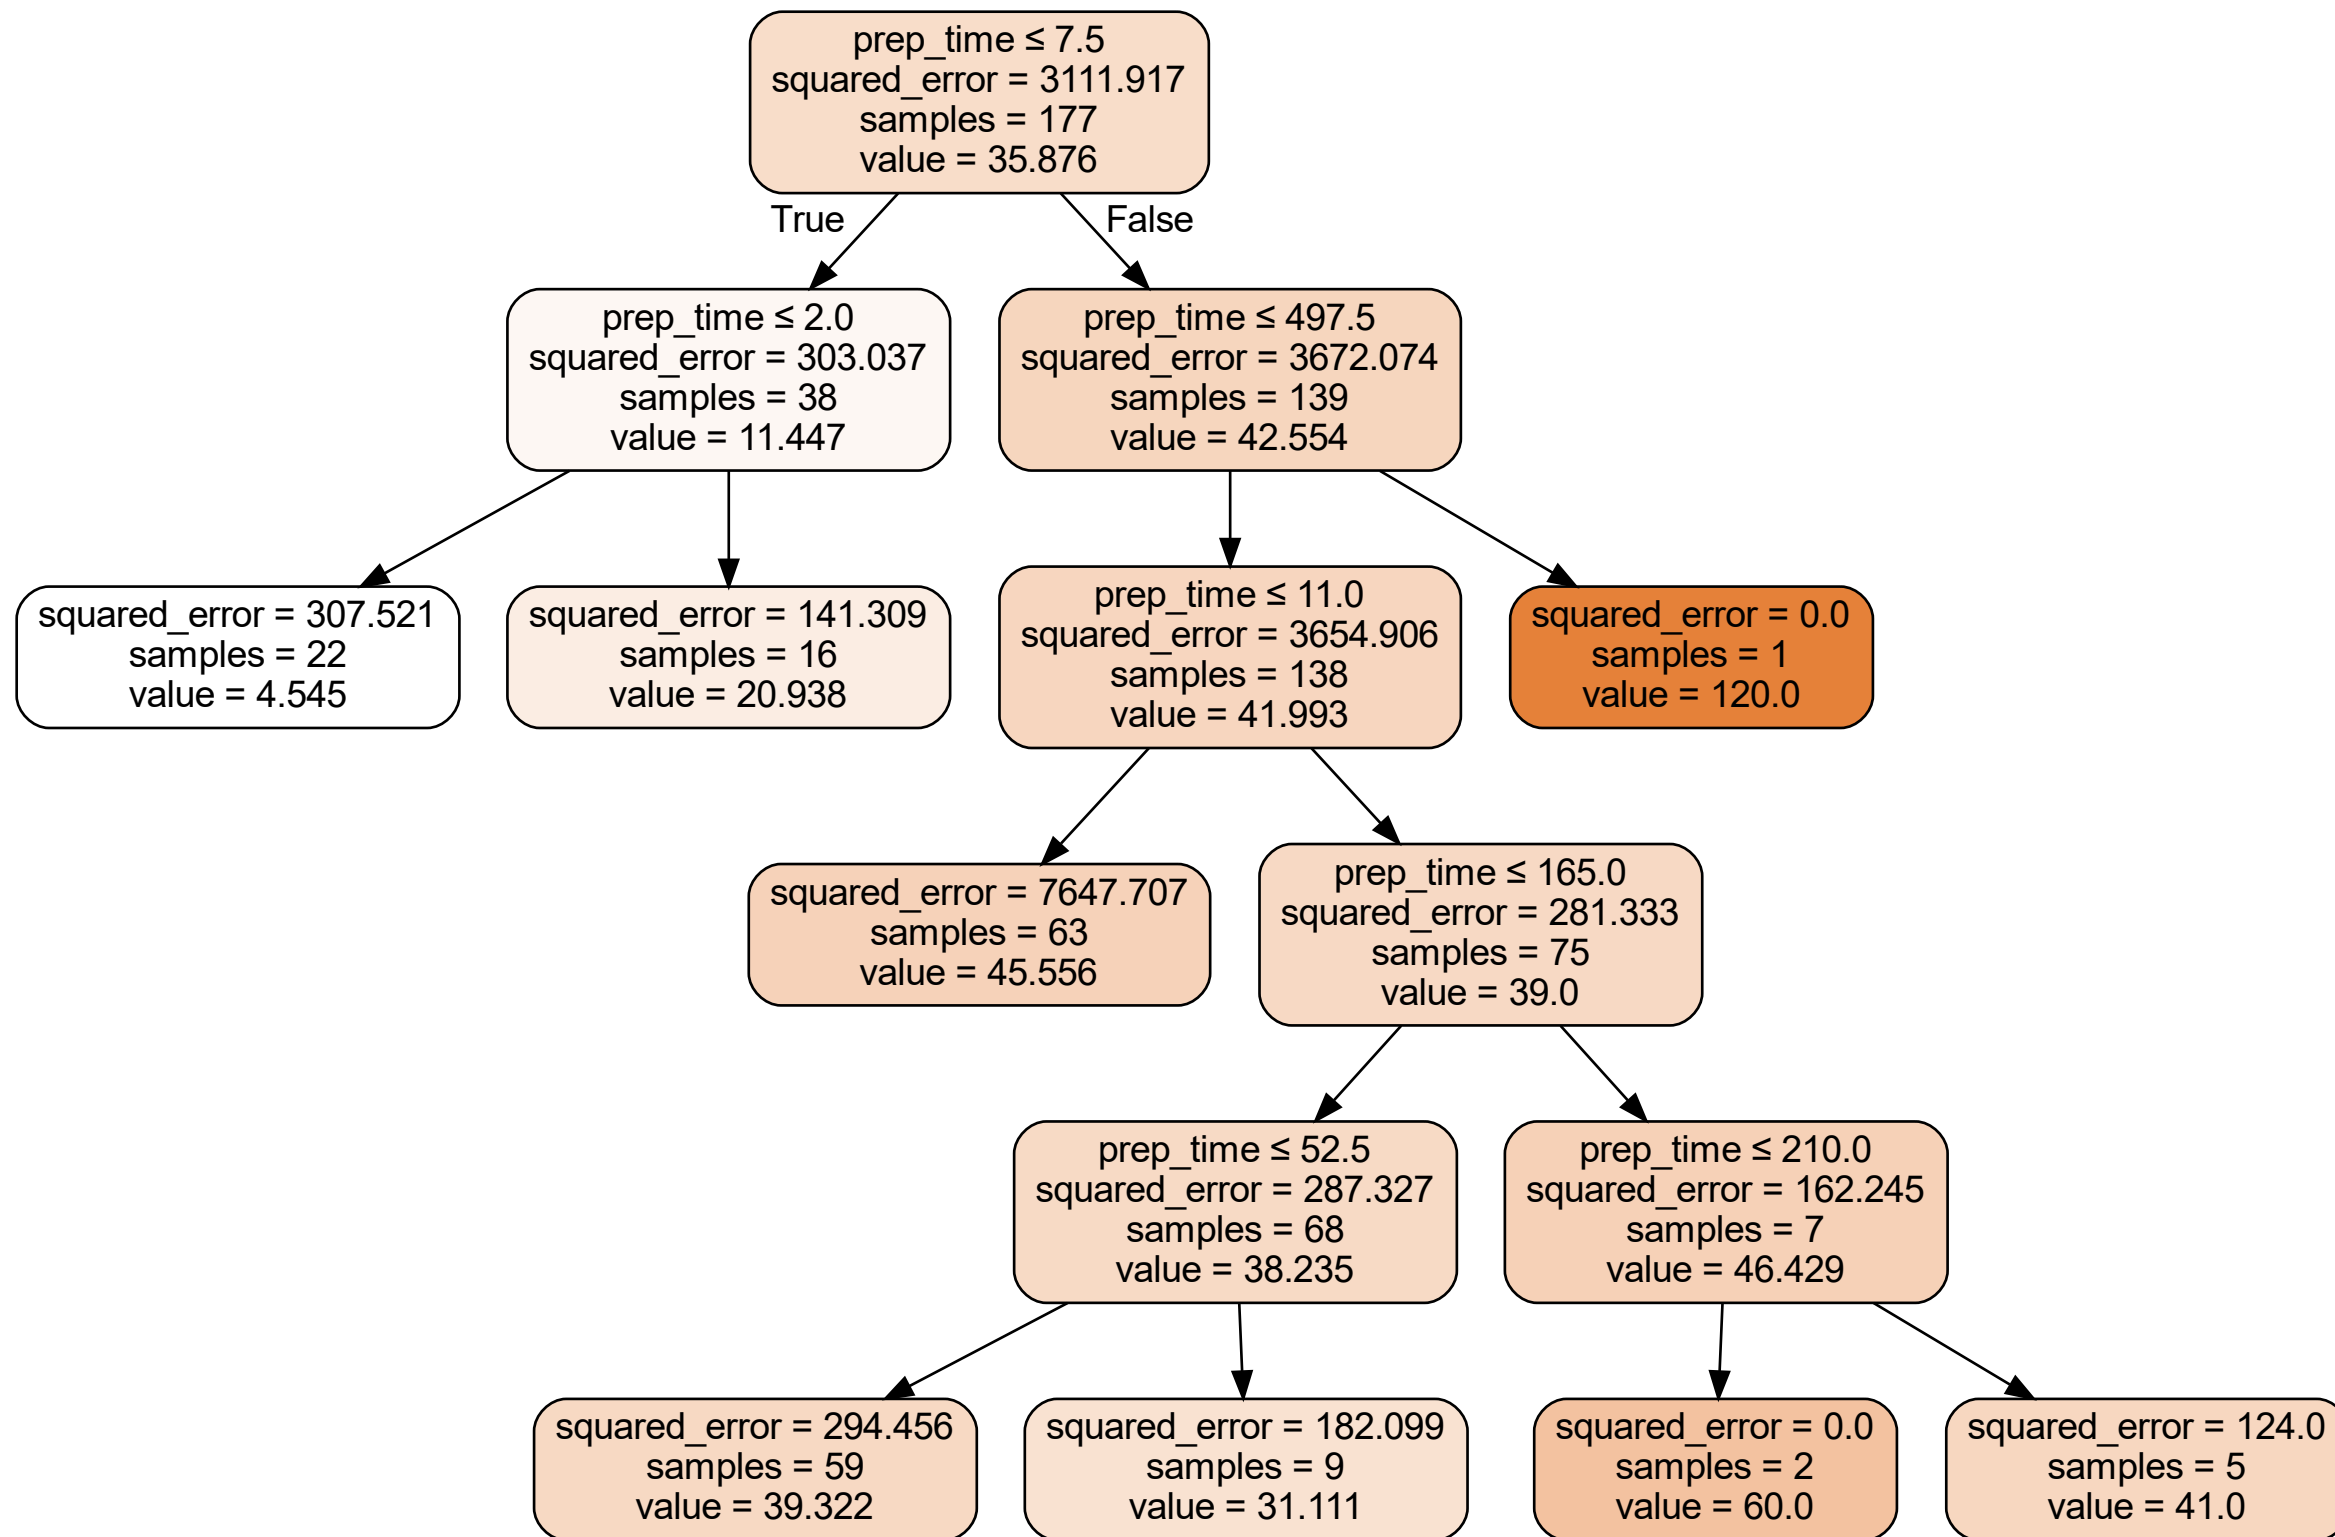 prep_time ≤ 7.5
squared_error = 3111.917
samples = 177
value = 35.876
True
False
prep_time ≤ 2.0
squared_error = 303.037
samples = 38
value = 11.447
prep_time ≤ 497.5
squared_error = 3672.074
samples = 139
value = 42.554
squared_error = 307.521
samples = 22
value = 4.545
squared_error = 141.309
samples = 16
value = 20.938
prep_time ≤ 11.0
squared_error = 3654.906
samples = 138
value = 41.993
squared_error = 0.0
samples = 1
value = 120.0
squared_error = 7647.707
samples = 63
value = 45.556
prep_time ≤ 165.0
squared_error = 281.333
samples = 75
value = 39.0
prep_time ≤ 52.5
squared_error = 287.327
samples = 68
value = 38.235
prep_time ≤ 210.0
squared_error = 162.245
samples = 7
value = 46.429
squared_error = 294.456
samples = 59
value = 39.322
squared_error = 182.099
samples = 9
value = 31.111
squared_error = 0.0
samples = 2
value = 60.0
squared_error = 124.0
samples = 5
value = 41.0